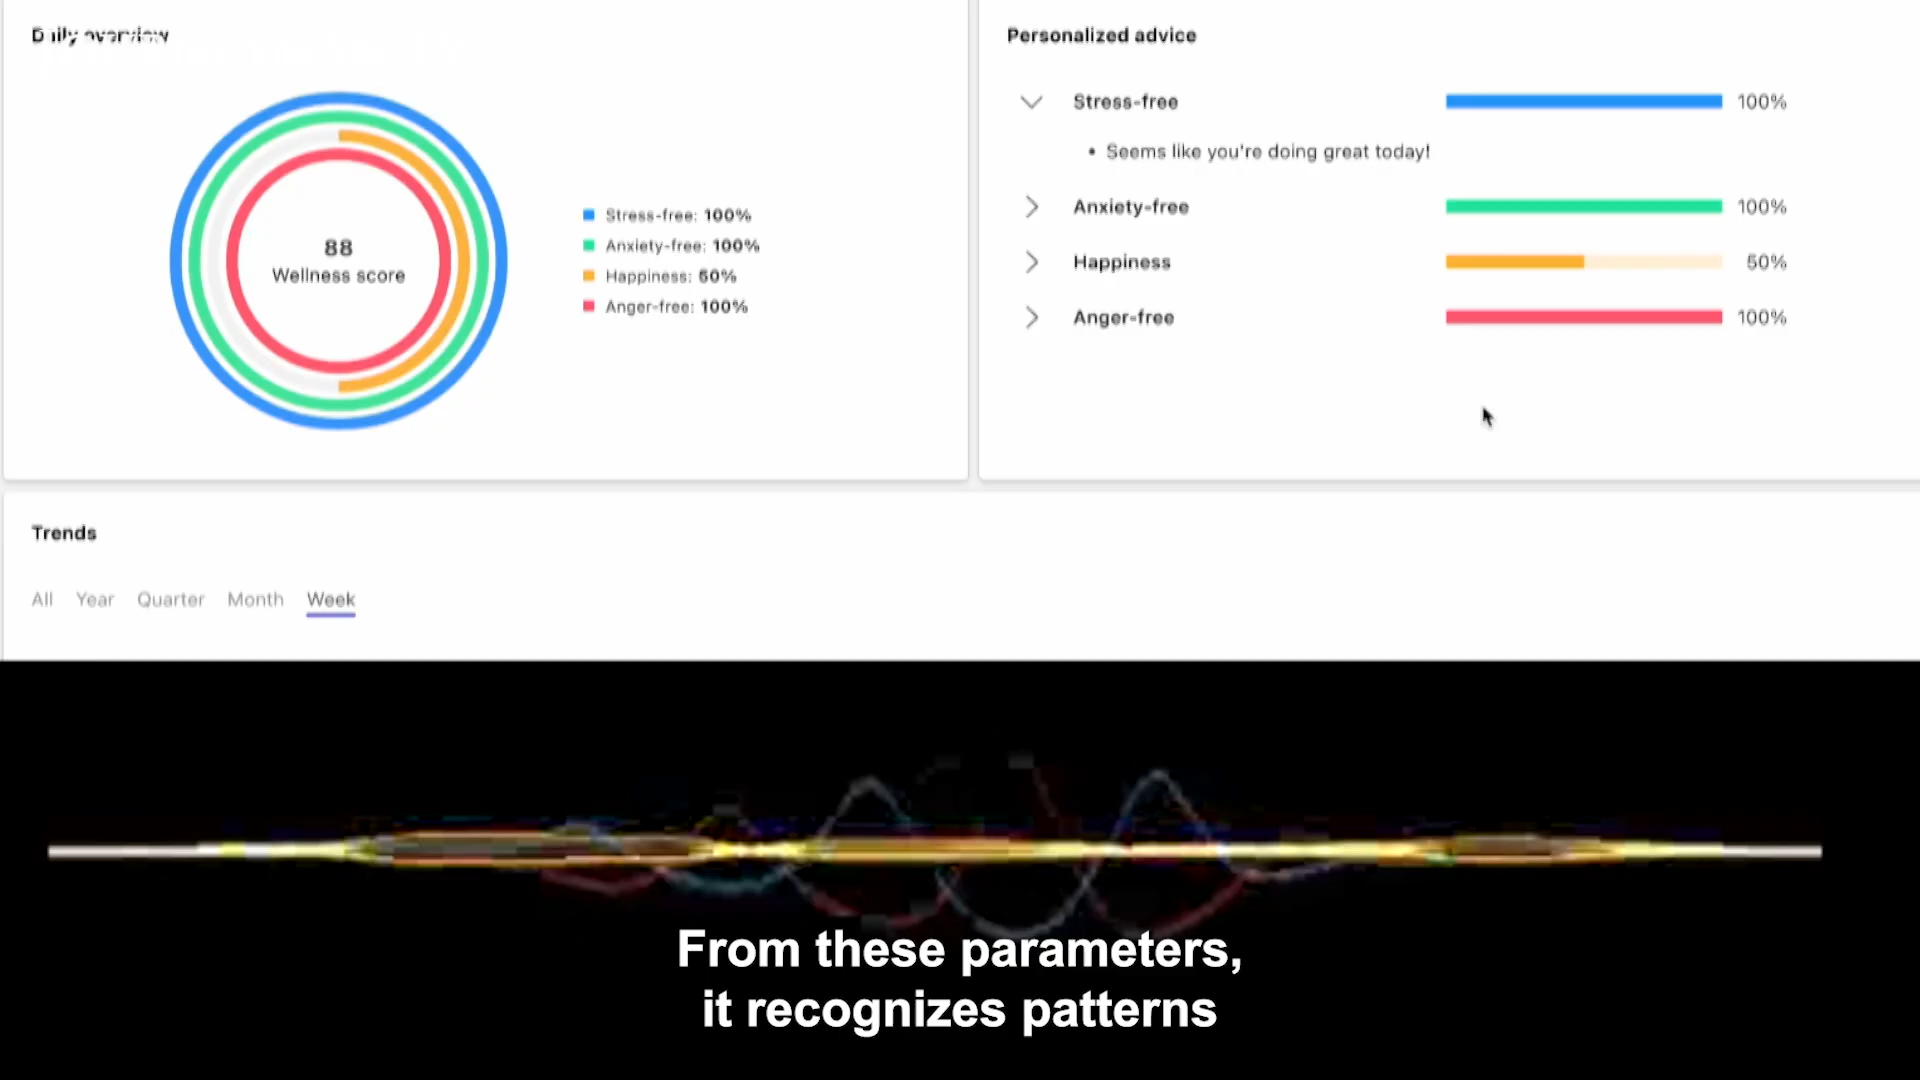 Daily overview
88
Wellness score
Stress-free: 100%
Anxiety-free: 100%
Happiness: 50%
Anger-free: 100%
Personalized advice
Stress-free 100%
• Seems like you're doing great today!
Anxiety-free 100%
Happiness 50%
Anger-free 100%
Trends
All Year Quarter Month Week
From these parameters,
it recognizes patterns